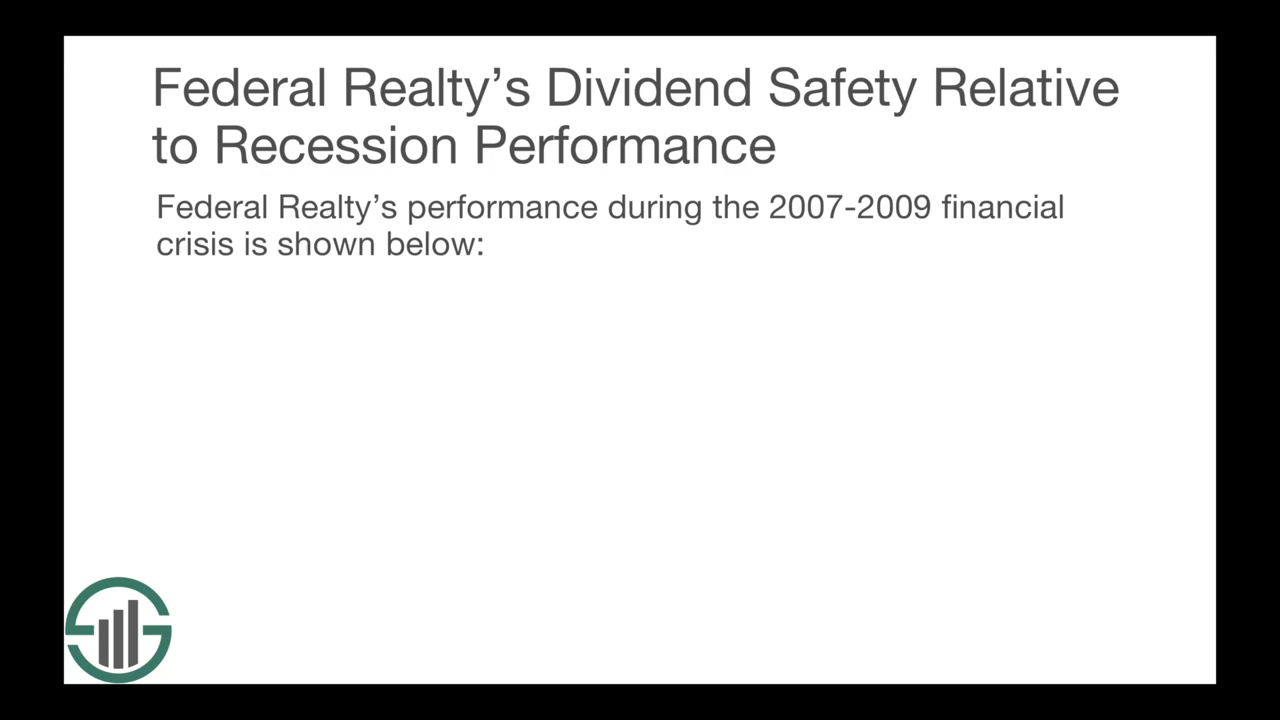 Federal Realty’s Dividend Safety Relative
to Recession Performance
Federal Realty’s performance during the 2007-2009 financial
crisis is shown below: